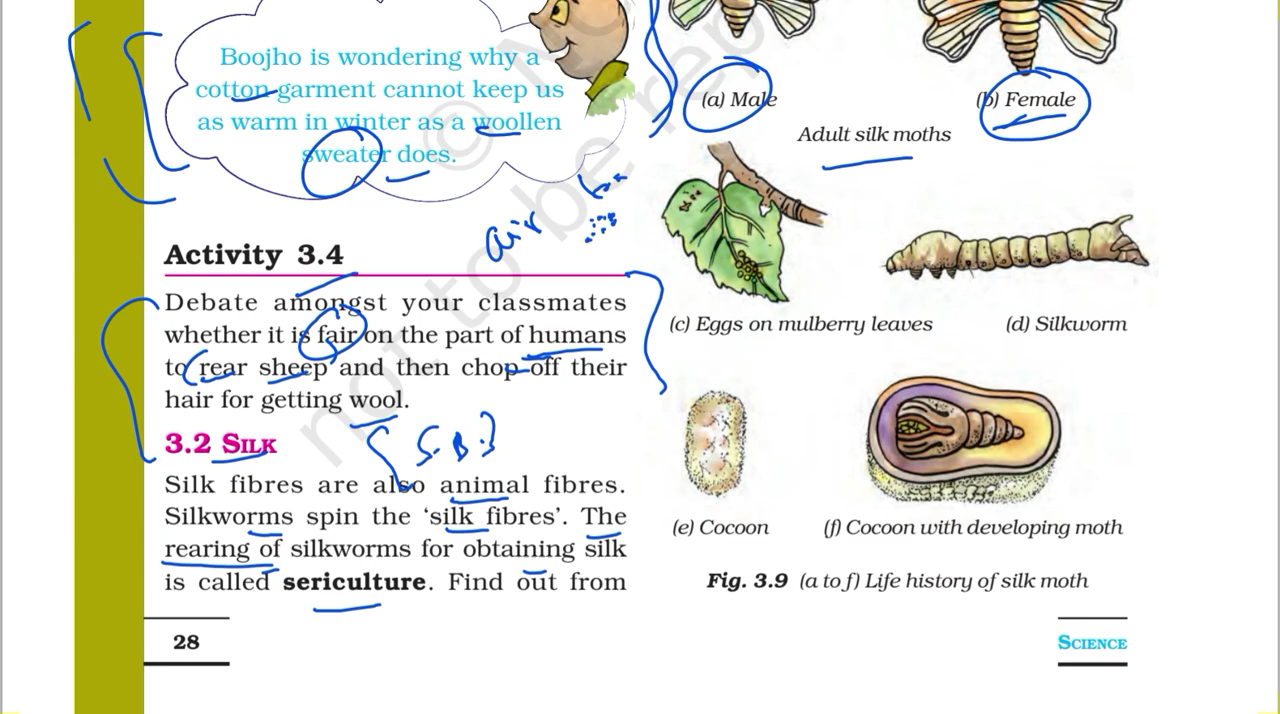 Boojho is wondering why a
cotton garment cannot keep us
as warm in winter as a woollen
sweater does.
air
Activity 3.4
Debate amongst your classmates
whether it is fair on the part of humans
to rear sheep and then chop off their
hair for getting wool.
3.2 SILK
S.B.
Silk fibres are also animal fibres.
Silkworms spin the ‘silk fibres’. The
rearing of silkworms for obtaining silk
is called sericulture. Find out from
28
(a) Male
(b) Female
Adult silk moths
(c) Eggs on mulberry leaves
(d) Silkworm
(e) Cocoon
(f) Cocoon with developing moth
Fig. 3.9 (a to f) Life history of silk moth
SCIENCE
© N
not to be rep